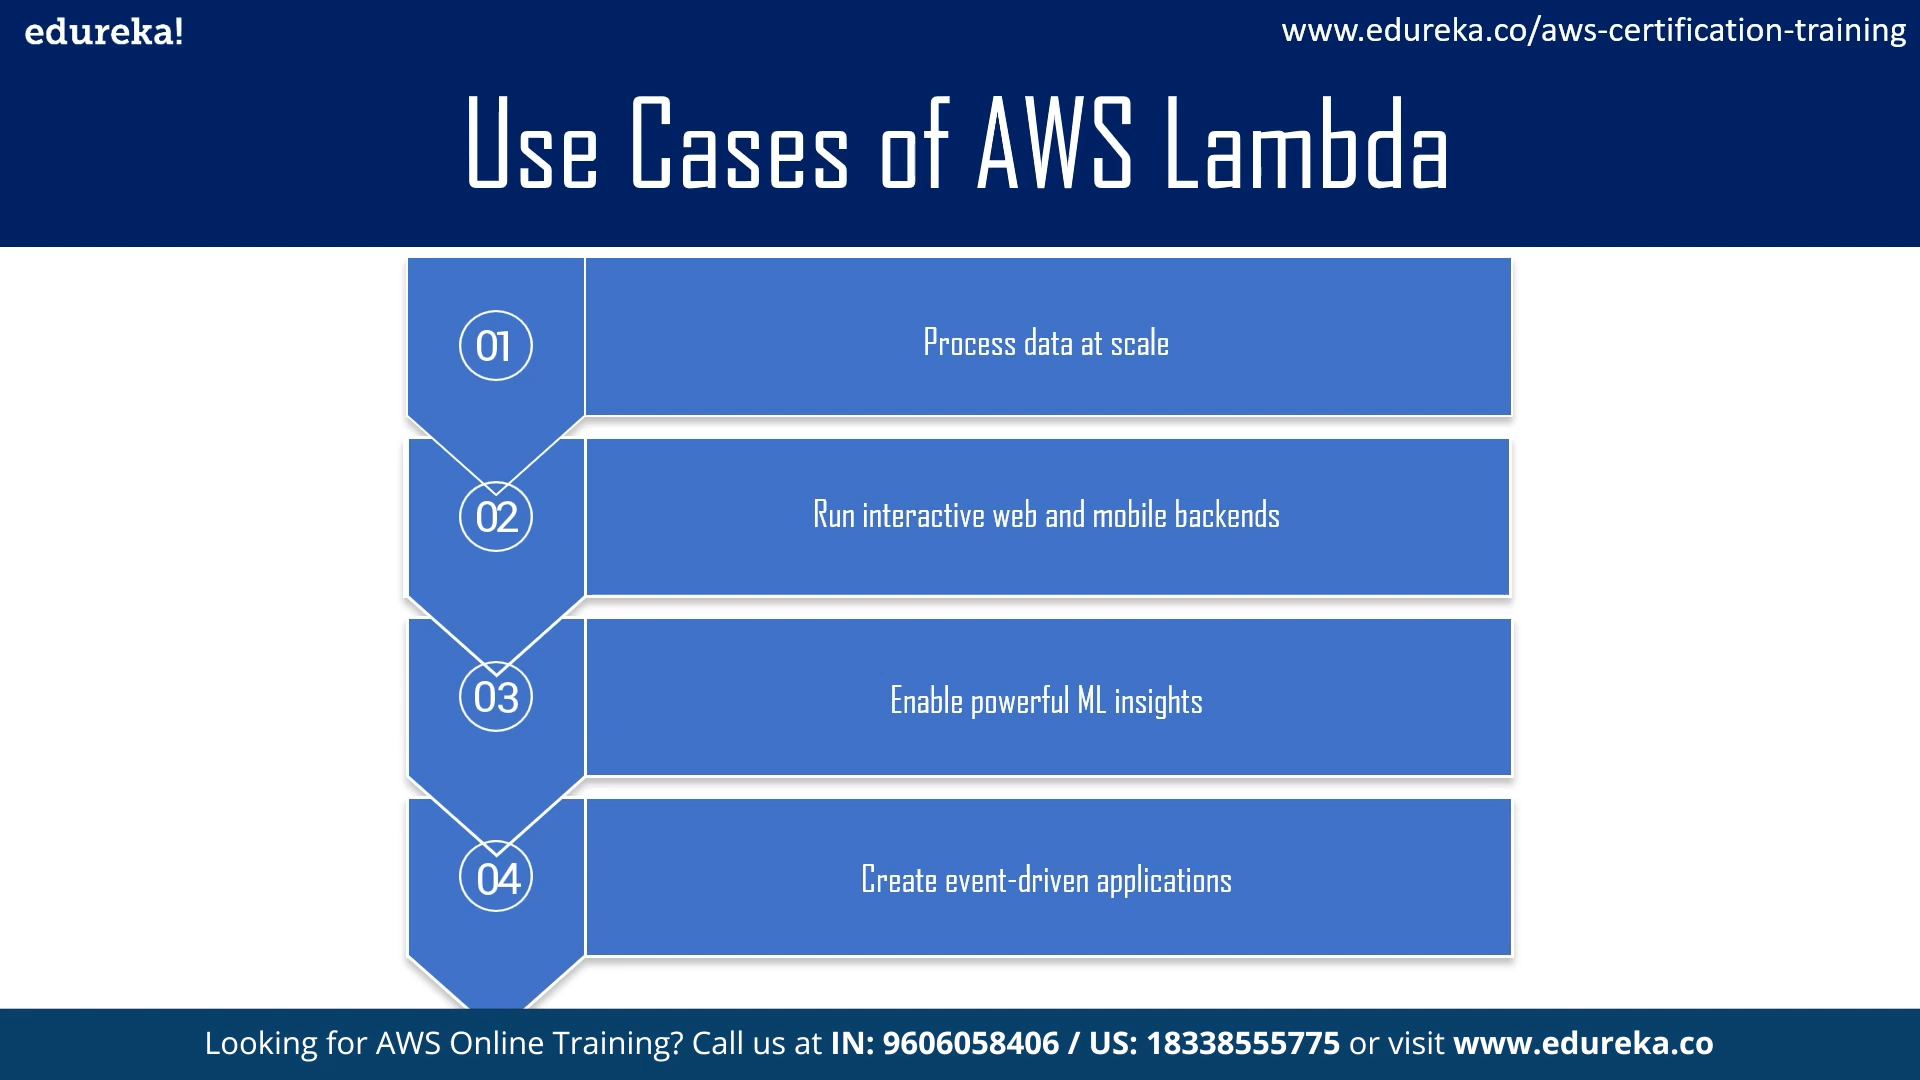 edureka!
www.edureka.co/aws-certification-training
Use Cases of AWS Lambda
01
Process data at scale
02
Run interactive web and mobile backends
03
Enable powerful ML insights
04
Create event-driven applications
Looking for AWS Online Training? Call us at IN: 9606058406 / US: 18338555775 or visit www.edureka.co